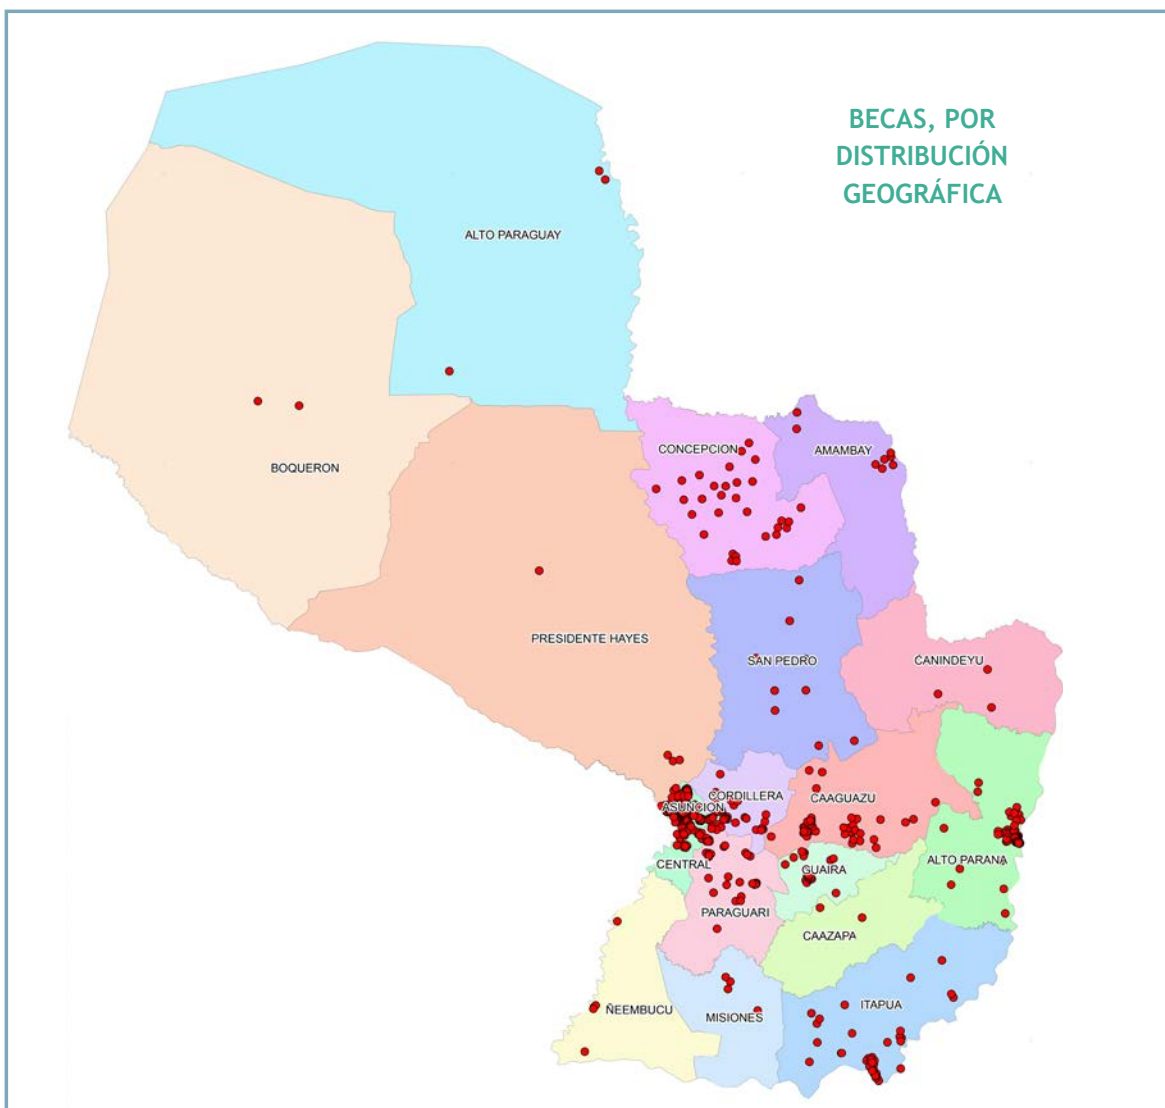 BECAS, POR
DISTRIBUCIÓN
GEOGRÁFICA
ALTO PARAGUAY
CONCEPCION
AMAMBAY
BOQUERON
PRESIDENTE HAYES
SAN PEDRO
CANINDEYU
CORDILLERA
ASUNCION
CAAGUAZU
CENTRAL
GUAIRA
ALTO PARANA
PARAGUARI
CAAZAPA
ÑEEMBUCU
MISIONES
ITAPUA